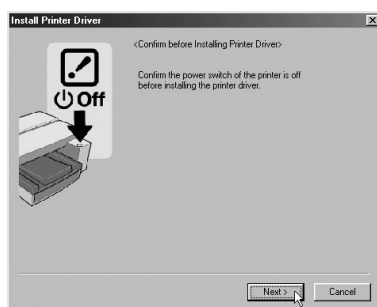 Install Printer Driver
<Confirm before Installing Printer Driver>
Off
Confirm the power switch of the printer is off
before installing the printer driver.
Next >
Cancel